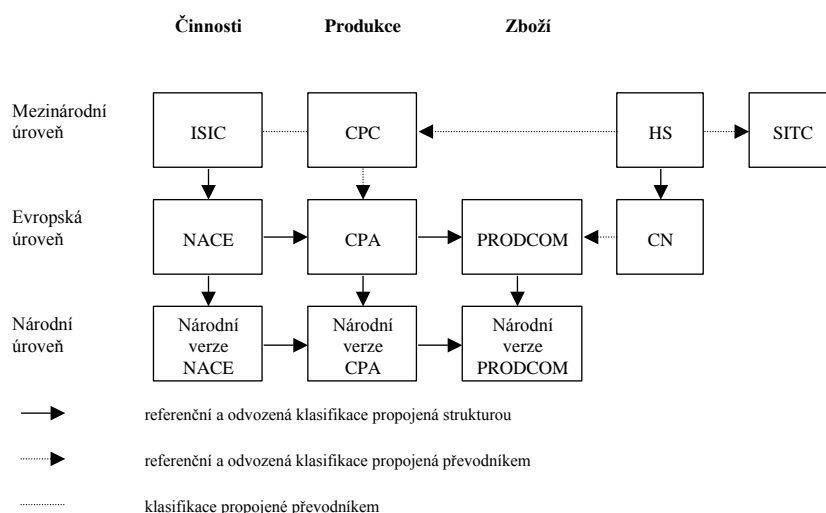 Činnosti Produkce Zboží
Mezinárodní
úroveň
ISIC CPC HS SITC
Evropská
úroveň
NACE CPA PRODCOM CN
Národní
úroveň
Národní
verze
NACE
Národní
verze
CPA
Národní
verze
PRODCOM
referenční a odvozená klasifikace propojená strukturou
referenční a odvozená klasifikace propojená převodníkem
klasifikace propojené převodníkem